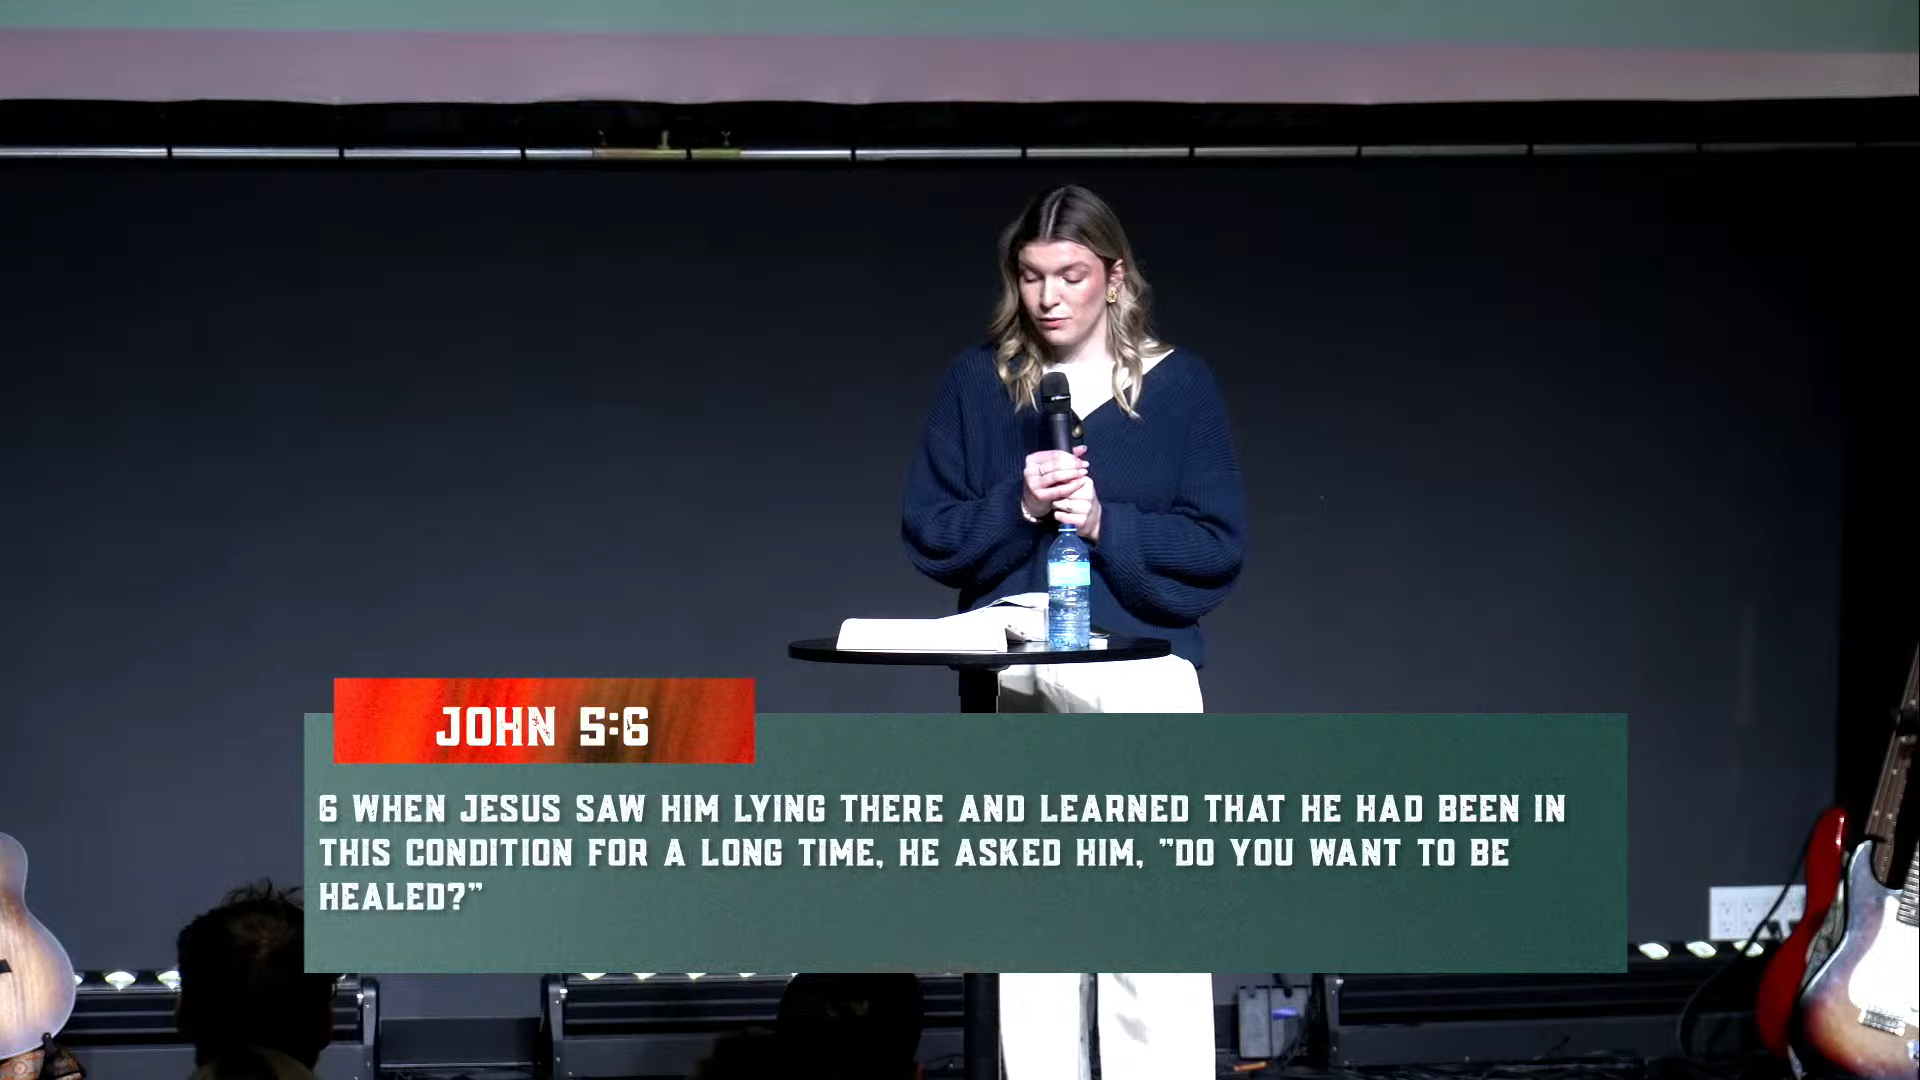 JOHN 5:6
6 WHEN JESUS SAW HIM LYING THERE AND LEARNED THAT HE HAD BEEN IN
THIS CONDITION FOR A LONG TIME, HE ASKED HIM, "DO YOU WANT TO BE
HEALED?"